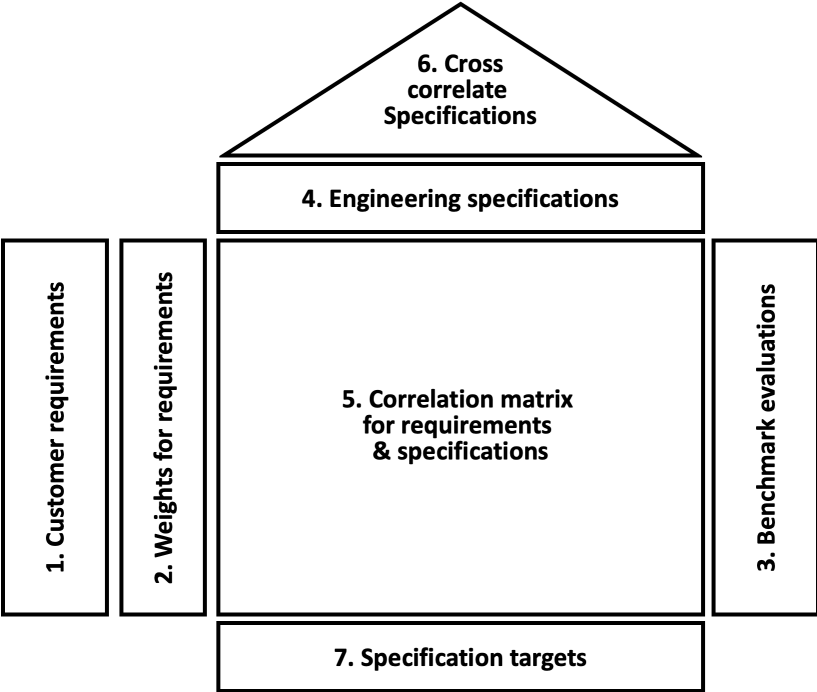 6. Cross
correlate
Specifications
4. Engineering specifications
1. Customer requirements
2. Weights for requirements
5. Correlation matrix
for requirements
& specifications
3. Benchmark evaluations
7. Specification targets